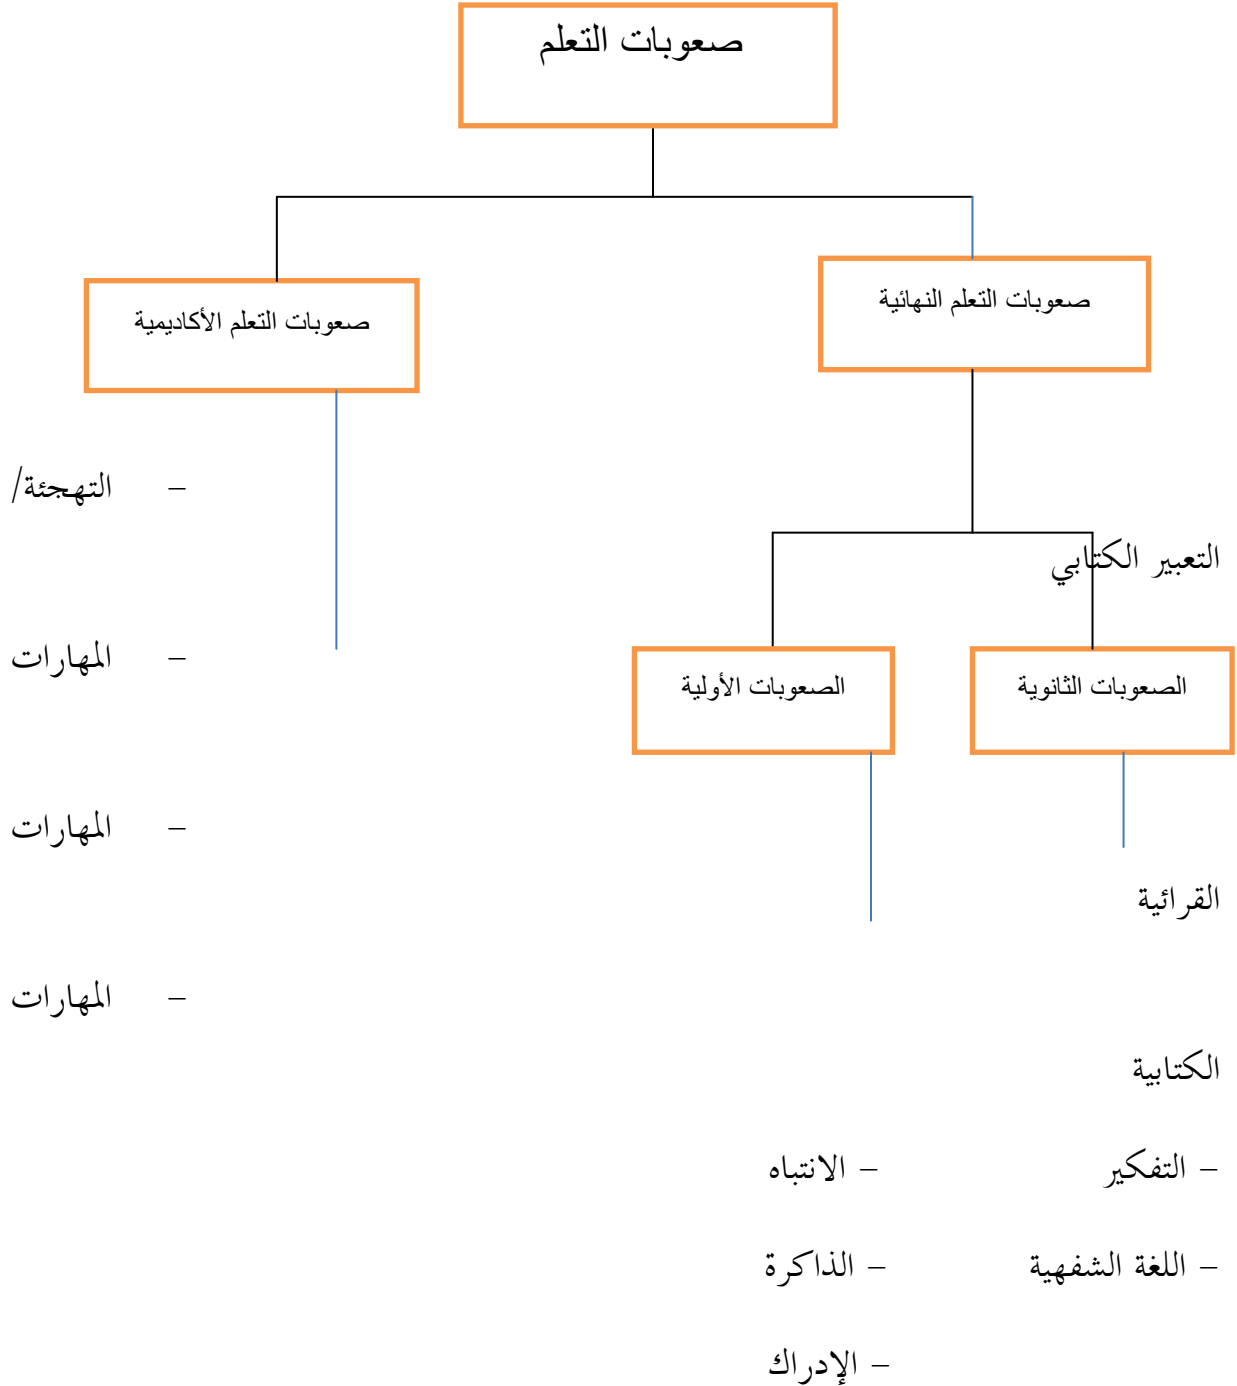 صعوبات التعلم
صعوبات التعلم النهائية
صعوبات التعلم الأكاديمية
– التهجئة/
التعبير الكتابي
– المهارات
الصعوبات الثانوية
الصعوبات الأولية
– المهارات
القرائية
– المهارات
الكتابية
– التفكير – الانتباه
– اللغة الشفهية – الذاكرة
– الإدراك